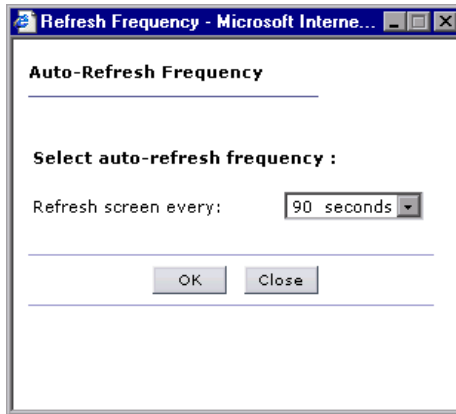 Refresh Frequency - Microsoft Interne...
Auto-Refresh Frequency
Select auto-refresh frequency :
Refresh screen every: 90 seconds
OK Close